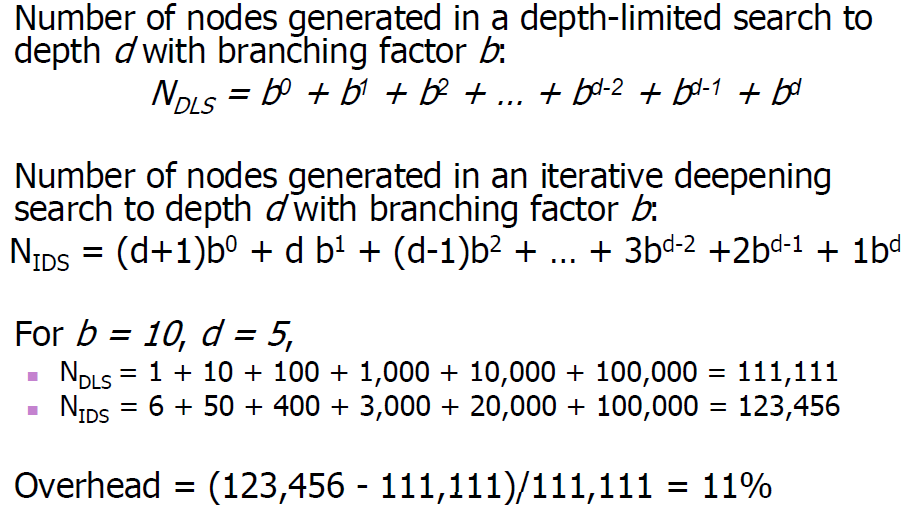 Number of nodes generated in a depth-limited search to
depth d with branching factor b:
N_DLS = b^0 + b^1 + b^2 + … + b^(d-2) + b^(d-1) + b^d
Number of nodes generated in an iterative deepening
search to depth d with branching factor b:
N_IDS = (d+1)b^0 + d b^1 + (d-1)b^2 + … + 3b^(d-2) +2b^(d-1) + 1b^d
For b = 10, d = 5,
▪ N_DLS = 1 + 10 + 100 + 1,000 + 10,000 + 100,000 = 111,111
▪ N_IDS = 6 + 50 + 400 + 3,000 + 20,000 + 100,000 = 123,456
Overhead = (123,456 - 111,111)/111,111 = 11%